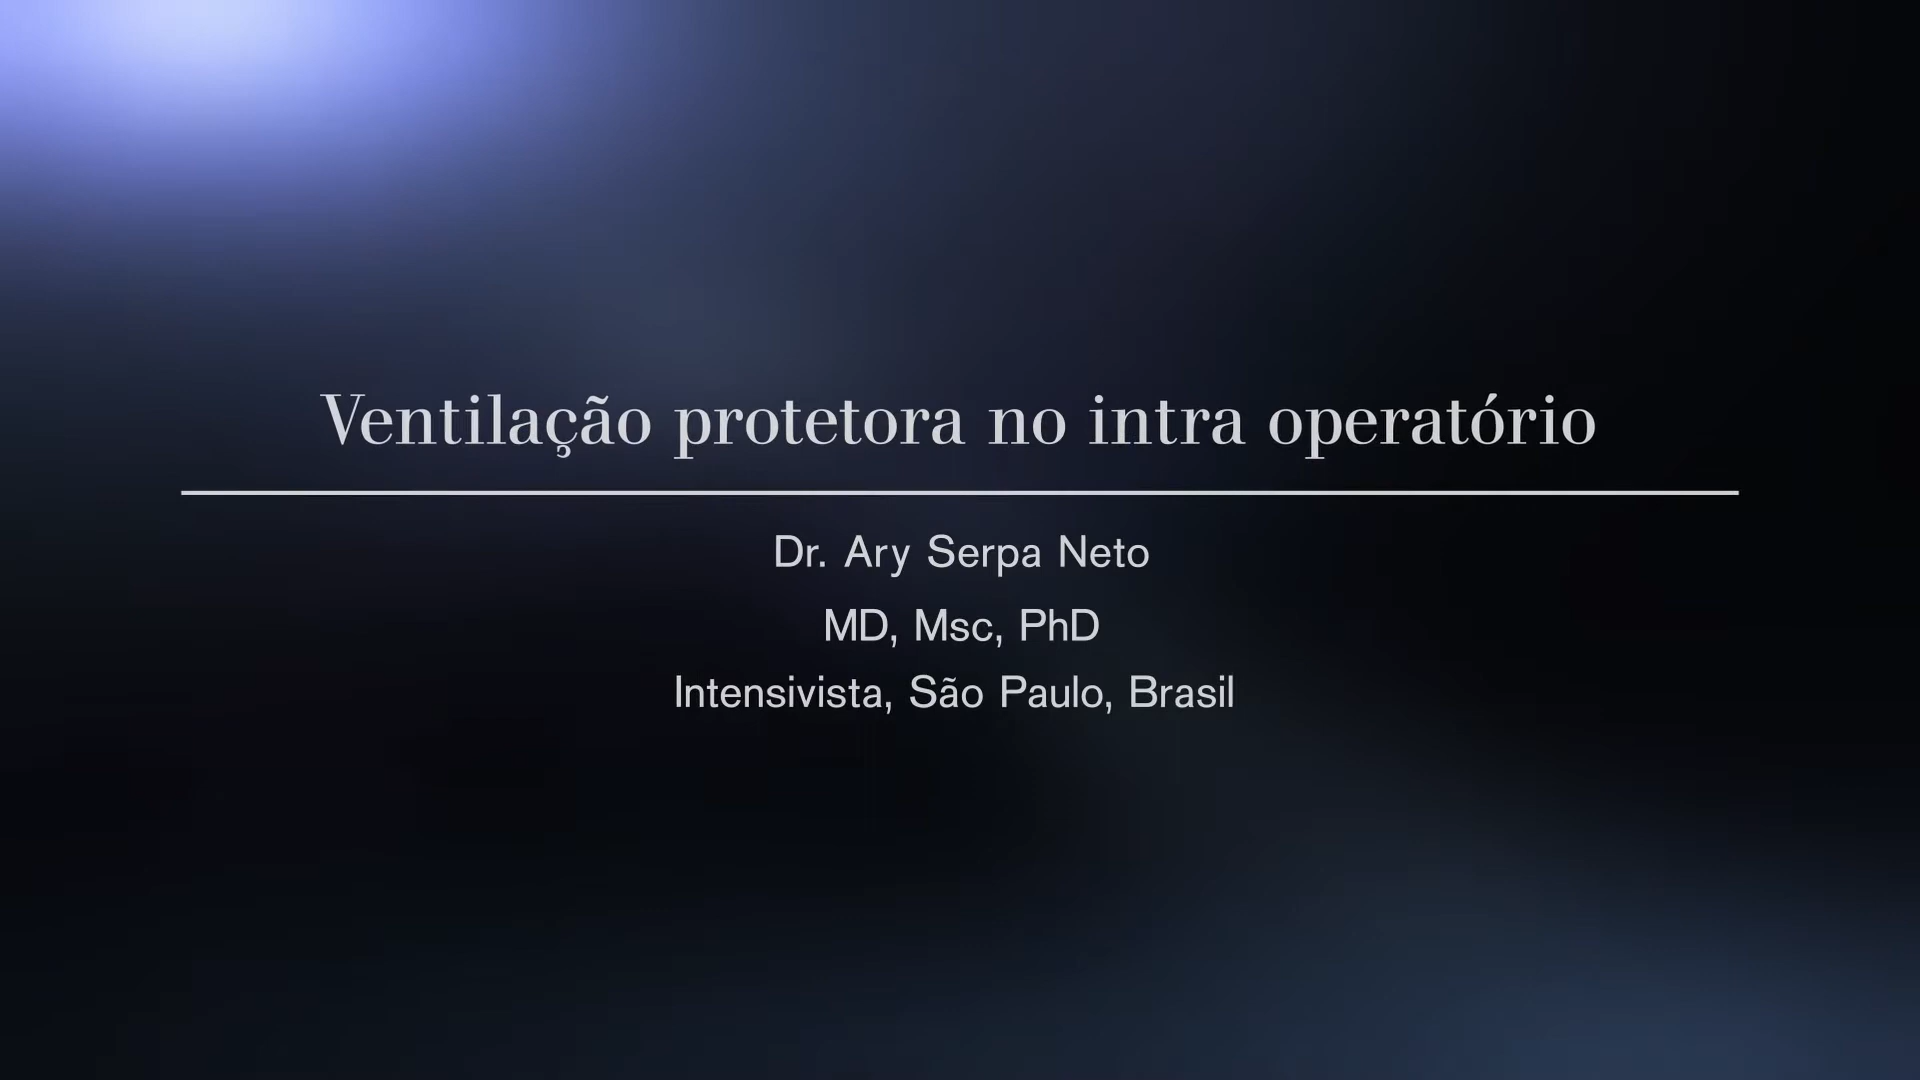 Ventilação protetora no intra operatório
Dr. Ary Serpa Neto
MD, Msc, PhD
Intensivista, São Paulo, Brasil